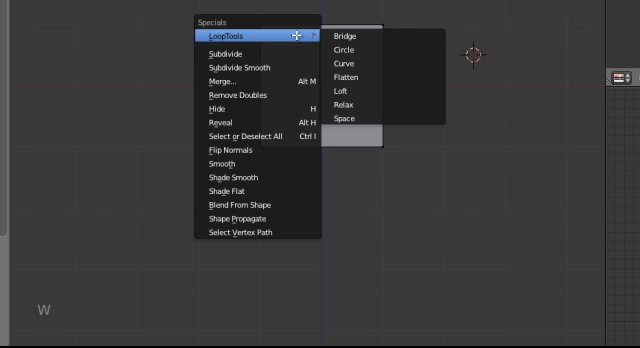 Specials
LoopTools
Subdivide
Subdivide Smooth
Merge... Alt M
Remove Doubles
Hide H
Reveal Alt H
Select or Deselect All Ctrl I
Flip Normals
Smooth
Shade Smooth
Shade Flat
Blend From Shape
Shape Propagate
Select Vertex Path
Bridge
Circle
Curve
Flatten
Loft
Relax
Space
W